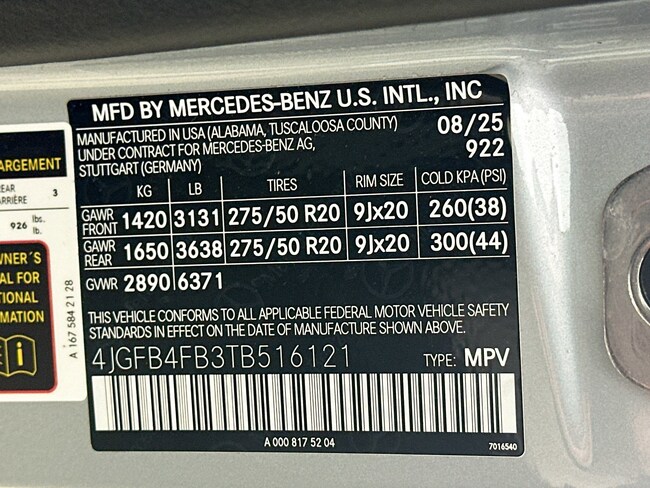 MFD BY MERCEDES-BENZ U.S. INTL., INC
MANUFACTURED IN USA (ALABAMA, TUSCALOOSA COUNTY) 08/25
UNDER CONTRACT FOR MERCEDES-BENZ AG, 922
STUTTGART (GERMANY)
KG LB TIRES RIM SIZE COLD KPA (PSI)
GAWR FRONT 1420 3131 275/50 R20 9Jx20 260(38)
GAWR REAR 1650 3638 275/50 R20 9Jx20 300(44)
GVWR 2890 6371
THIS VEHICLE CONFORMS TO ALL APPLICABLE FEDERAL MOTOR VEHICLE SAFETY
STANDARDS IN EFFECT ON THE DATE OF MANUFACTURE SHOWN ABOVE.
4JGFB4FB3TB516121 TYPE: MPV
A 000 817 52 04
7016540
ARGEMENT
EAR 3
ARRIÈRE
926 lbs.
lb.
WNER´S
AL FOR
TIONAL
MATION
i
A 167 584 21 28